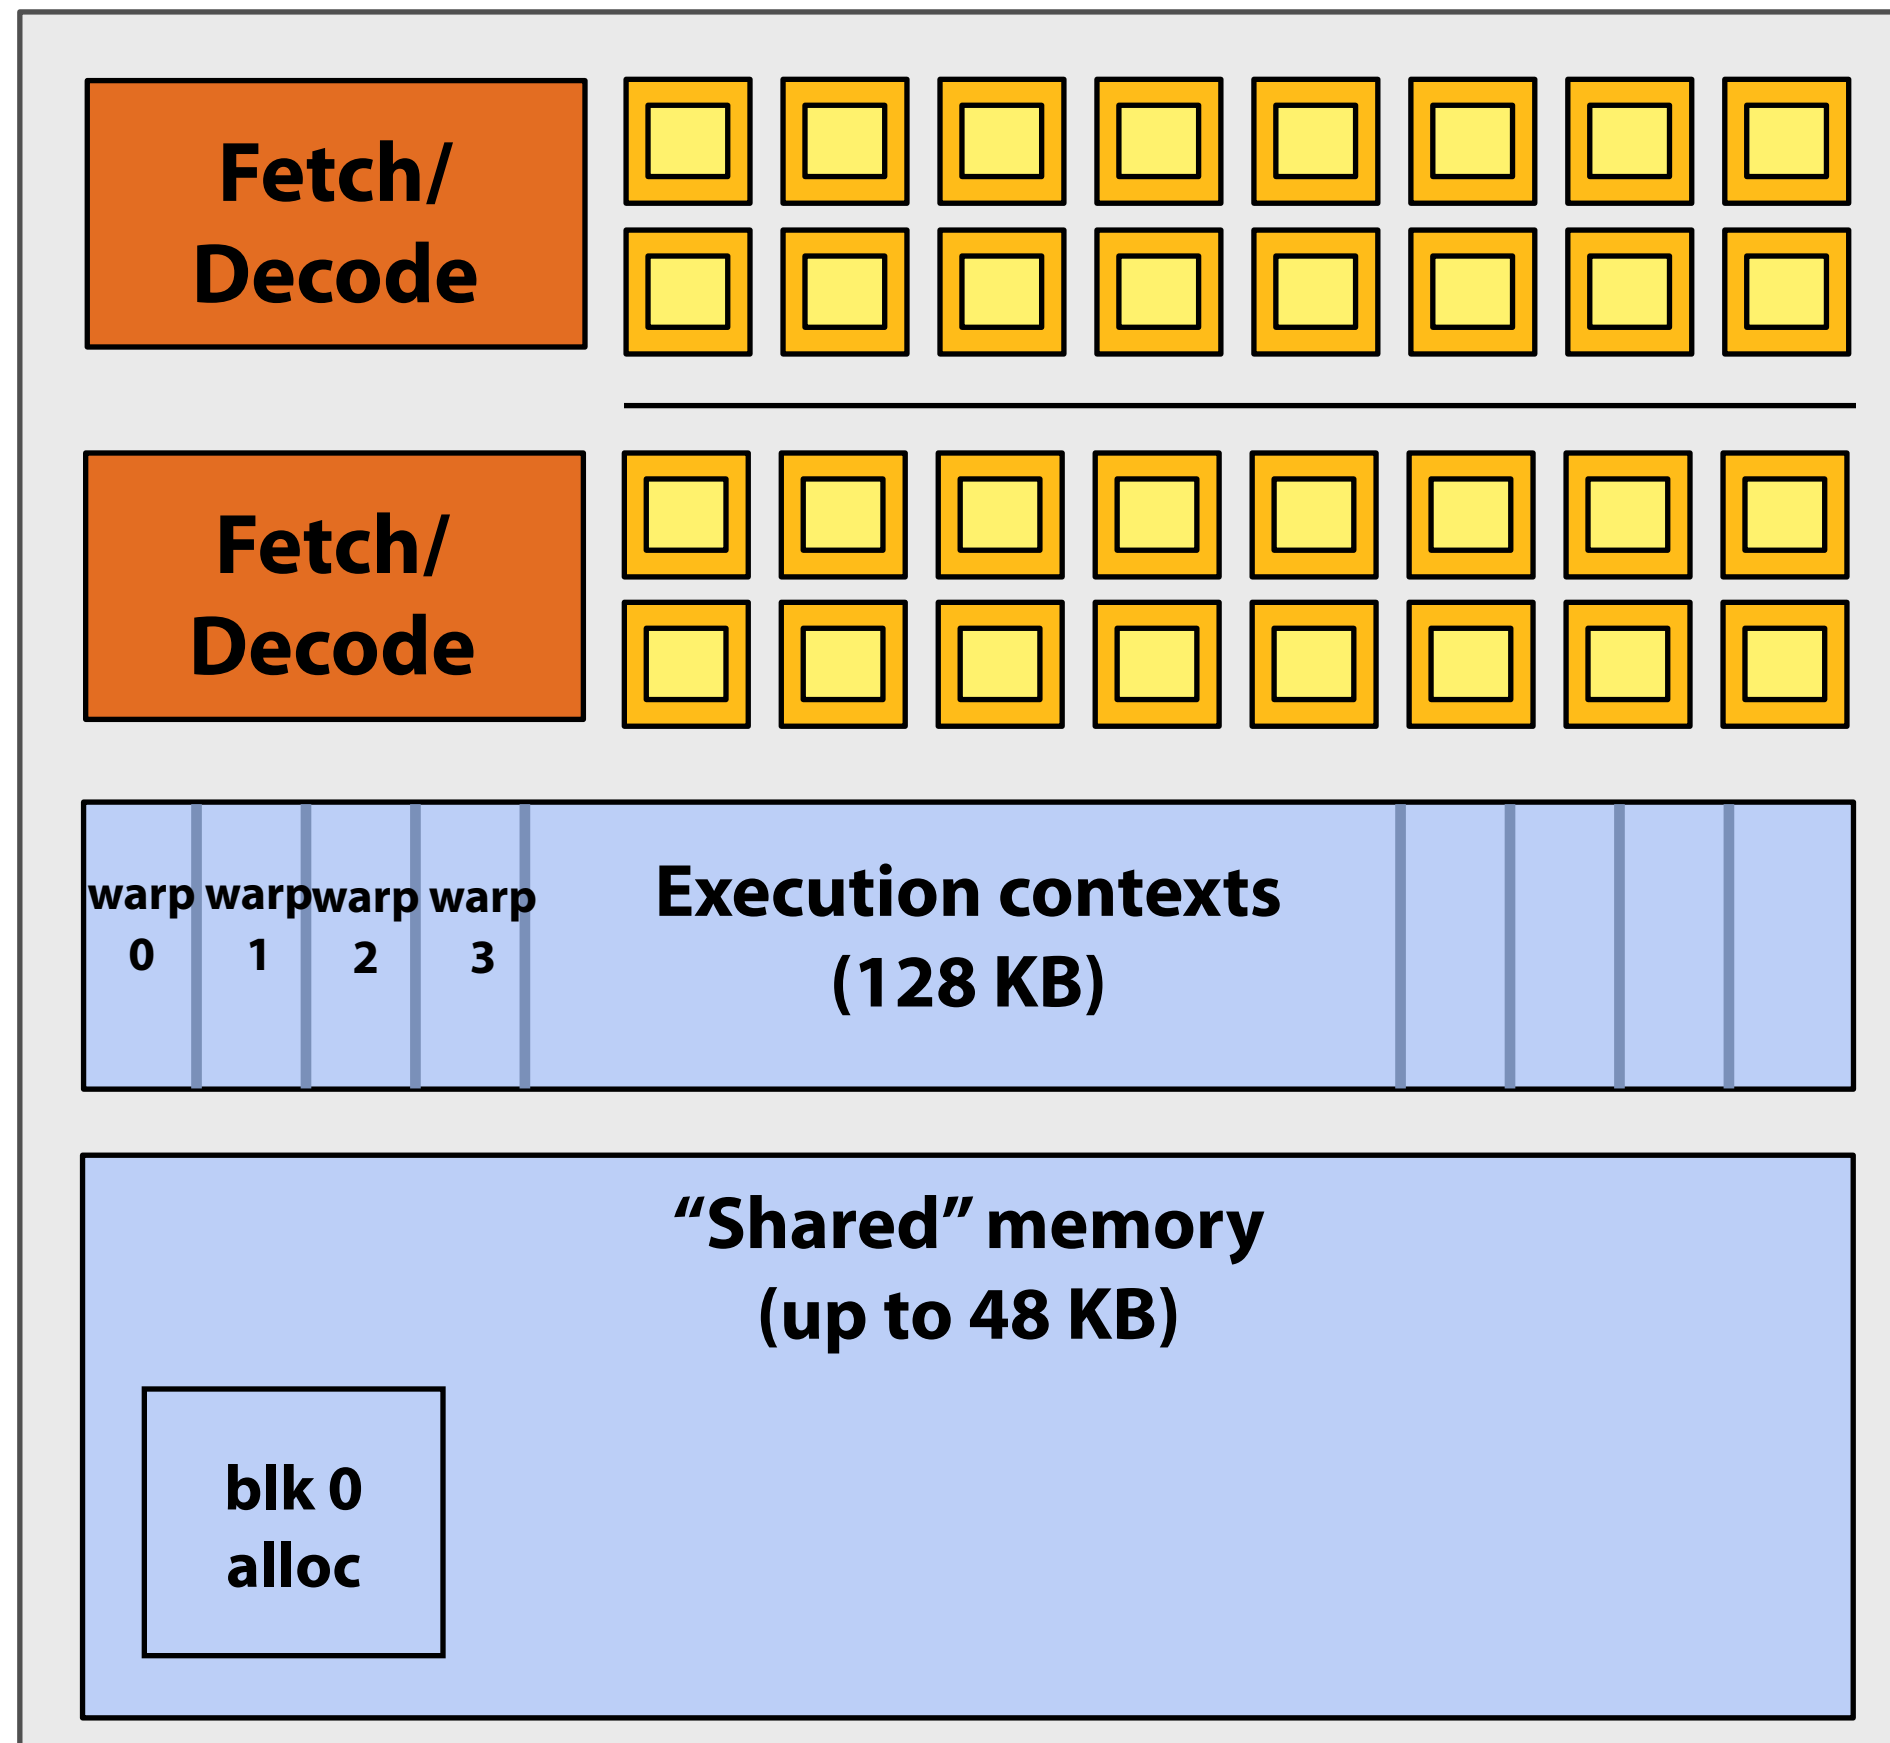 Fetch/
Decode
Fetch/
Decode
warp warp warp warp
0 1 2 3
Execution contexts
(128 KB)
“Shared” memory
(up to 48 KB)
blk 0
alloc